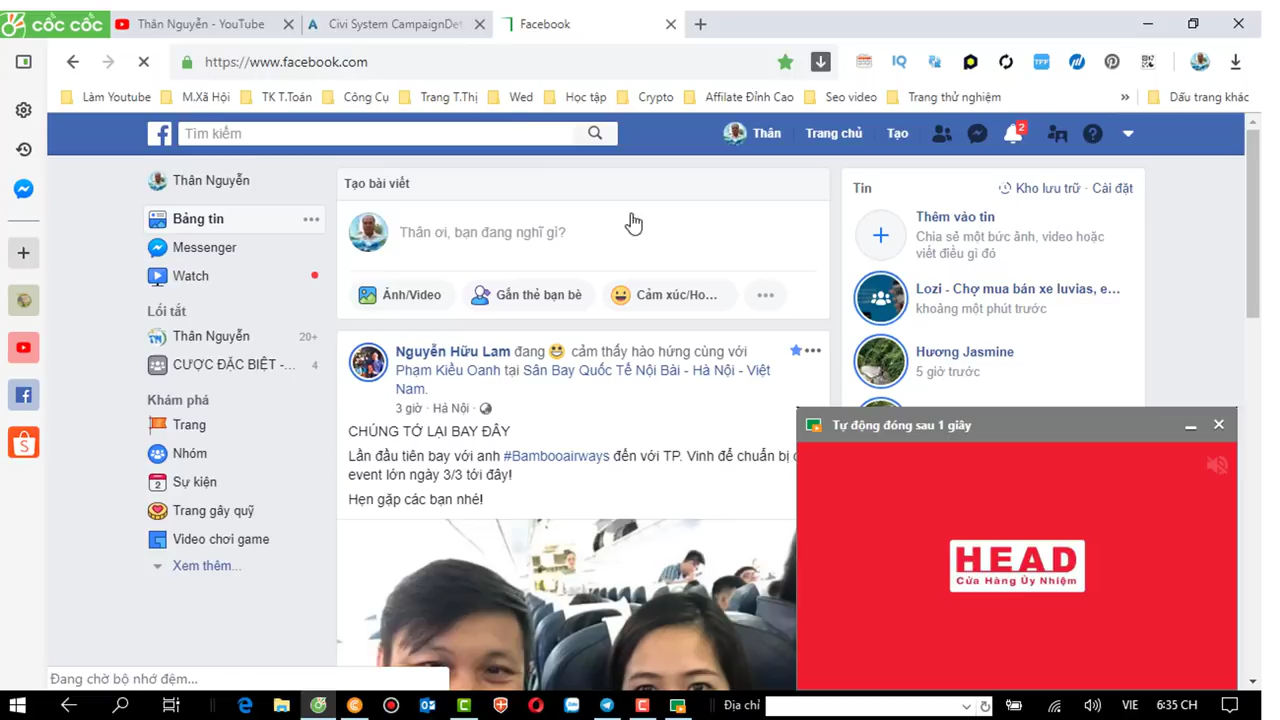 cốc cốc
Thân Nguyễn - YouTube
Civi System CampaignDet
Facebook
https://www.facebook.com
IQ
TFF
Làm Youtube
M.Xã Hội
TK T.Toán
Công Cụ
Trang T.Thị
Wed
Học tập
Crypto
Affilate Đỉnh Cao
Seo video
Trang thử nghiệm
»
Dấu trang khác
Tìm kiếm
Thân
Trang chủ
Tạo
2
Thân Nguyễn
Bảng tin
Messenger
Watch
Lối tắt
Thân Nguyễn 20+
CƯỢC ĐẶC BIỆT -... 4
Khám phá
Trang
Nhóm
Sự kiện
Trang gây quỹ
Video chơi game
Xem thêm...
Tạo bài viết
Thân ơi, bạn đang nghĩ gì?
Ảnh/Video
Gắn thẻ bạn bè
Cảm xúc/Ho...
Nguyễn Hữu Lam đang 😀 cảm thấy hào hứng cùng với
Phạm Kiều Oanh tại Sân Bay Quốc Tế Nội Bài - Hà Nội - Việt
Nam.
3 giờ · Hà Nội ·
CHÚNG TỚ LẠI BAY ĐÂY
Lần đầu tiên bay với anh #Bambooairways đến với TP. Vinh để chuẩn bị c
event lớn ngày 3/3 tới đây!
Hẹn gặp các bạn nhé!
Tin
Kho lưu trữ · Cài đặt
Thêm vào tin
Chia sẻ một bức ảnh, video hoặc
viết điều gì đó
Lozi - Chợ mua bán xe luvias, e...
khoảng một phút trước
Hương Jasmine
5 giờ trước
Tự động đóng sau 1 giây
HEAD
Cửa Hàng Ủy Nhiệm
Đang chờ bộ nhớ đệm...
Địa chỉ
VIE
6:35 CH